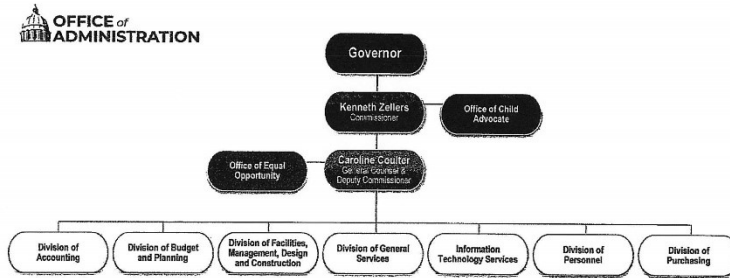 OFFICE of
ADMINISTRATION
Governor
Kenneth Zellers
Commissioner
Office of Child
Advocate
Office of Equal
Opportunity
Caroline Coulter
General Counsel &
Deputy Commissioner
Division of
Accounting
Division of Budget
and Planning
Division of Facilities,
Management, Design
and Construction
Division of General
Services
Information
Technology Services
Division of
Personnel
Division of
Purchasing